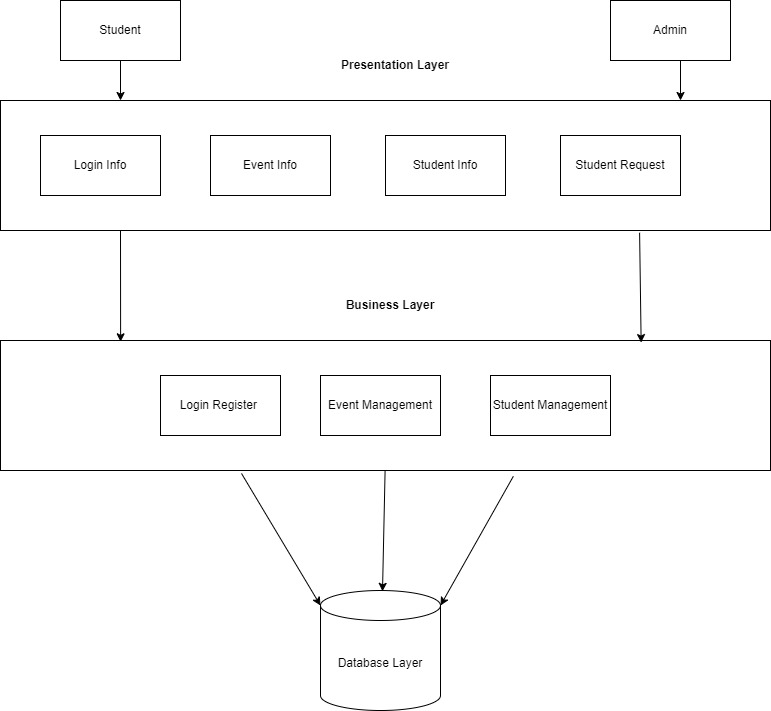 Student
Admin
Presentation Layer
Login Info
Event Info
Student Info
Student Request
Business Layer
Login Register
Event Management
Student Management
Database Layer